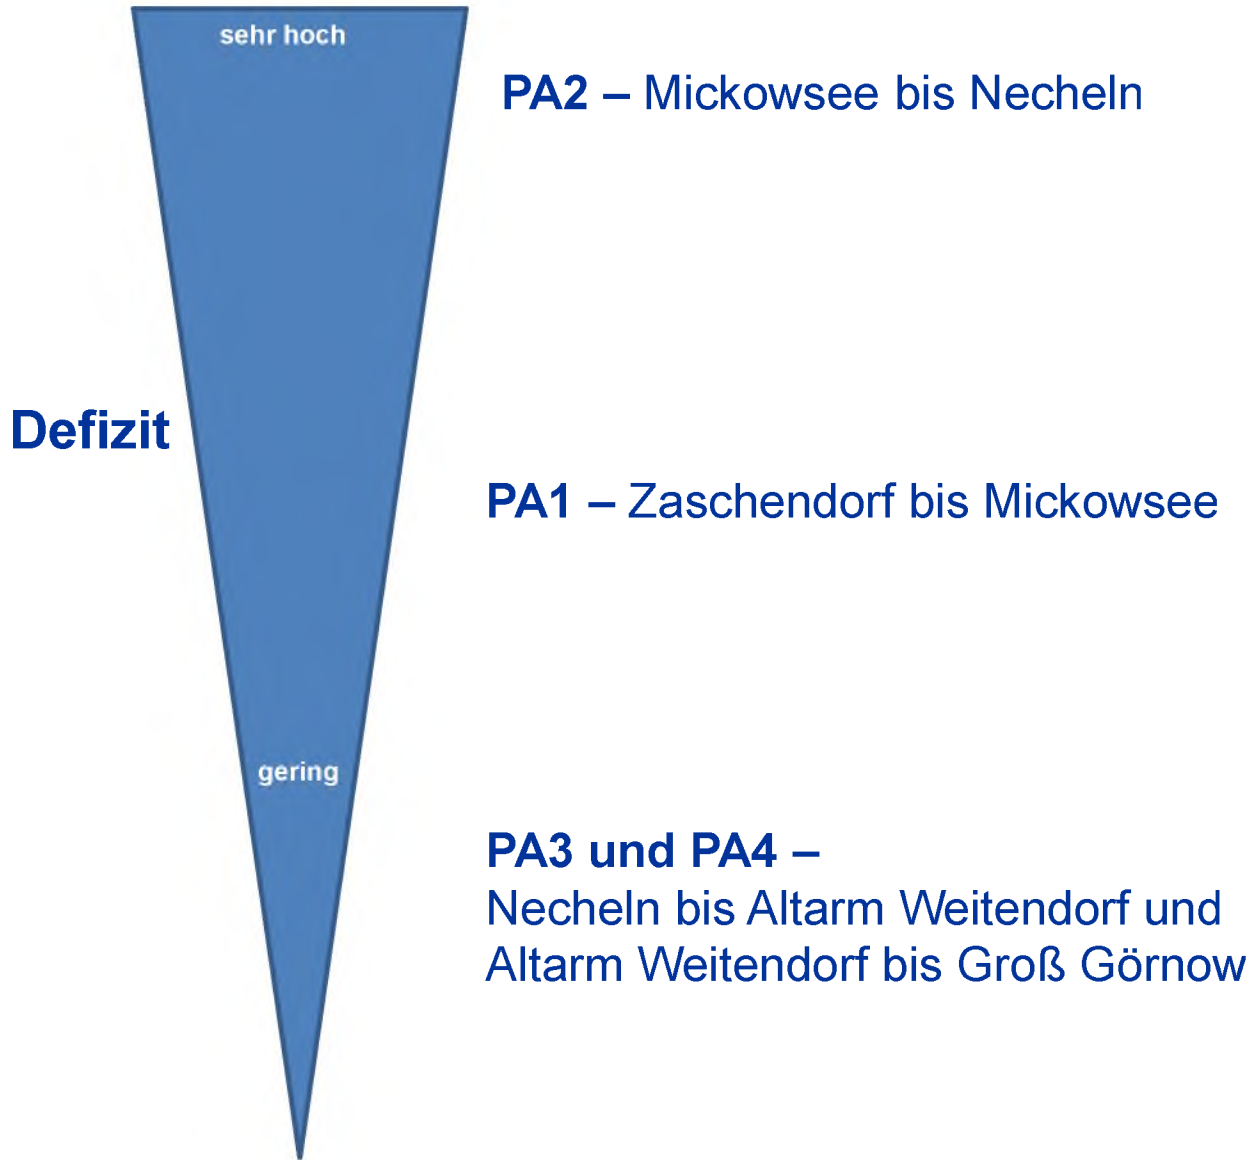 sehr hoch
PA2 – Mickowsee bis Necheln
Defizit
PA1 – Zaschendorf bis Mickowsee
gering
PA3 und PA4 –
Necheln bis Altarm Weitendorf und
Altarm Weitendorf bis Groß Görnow